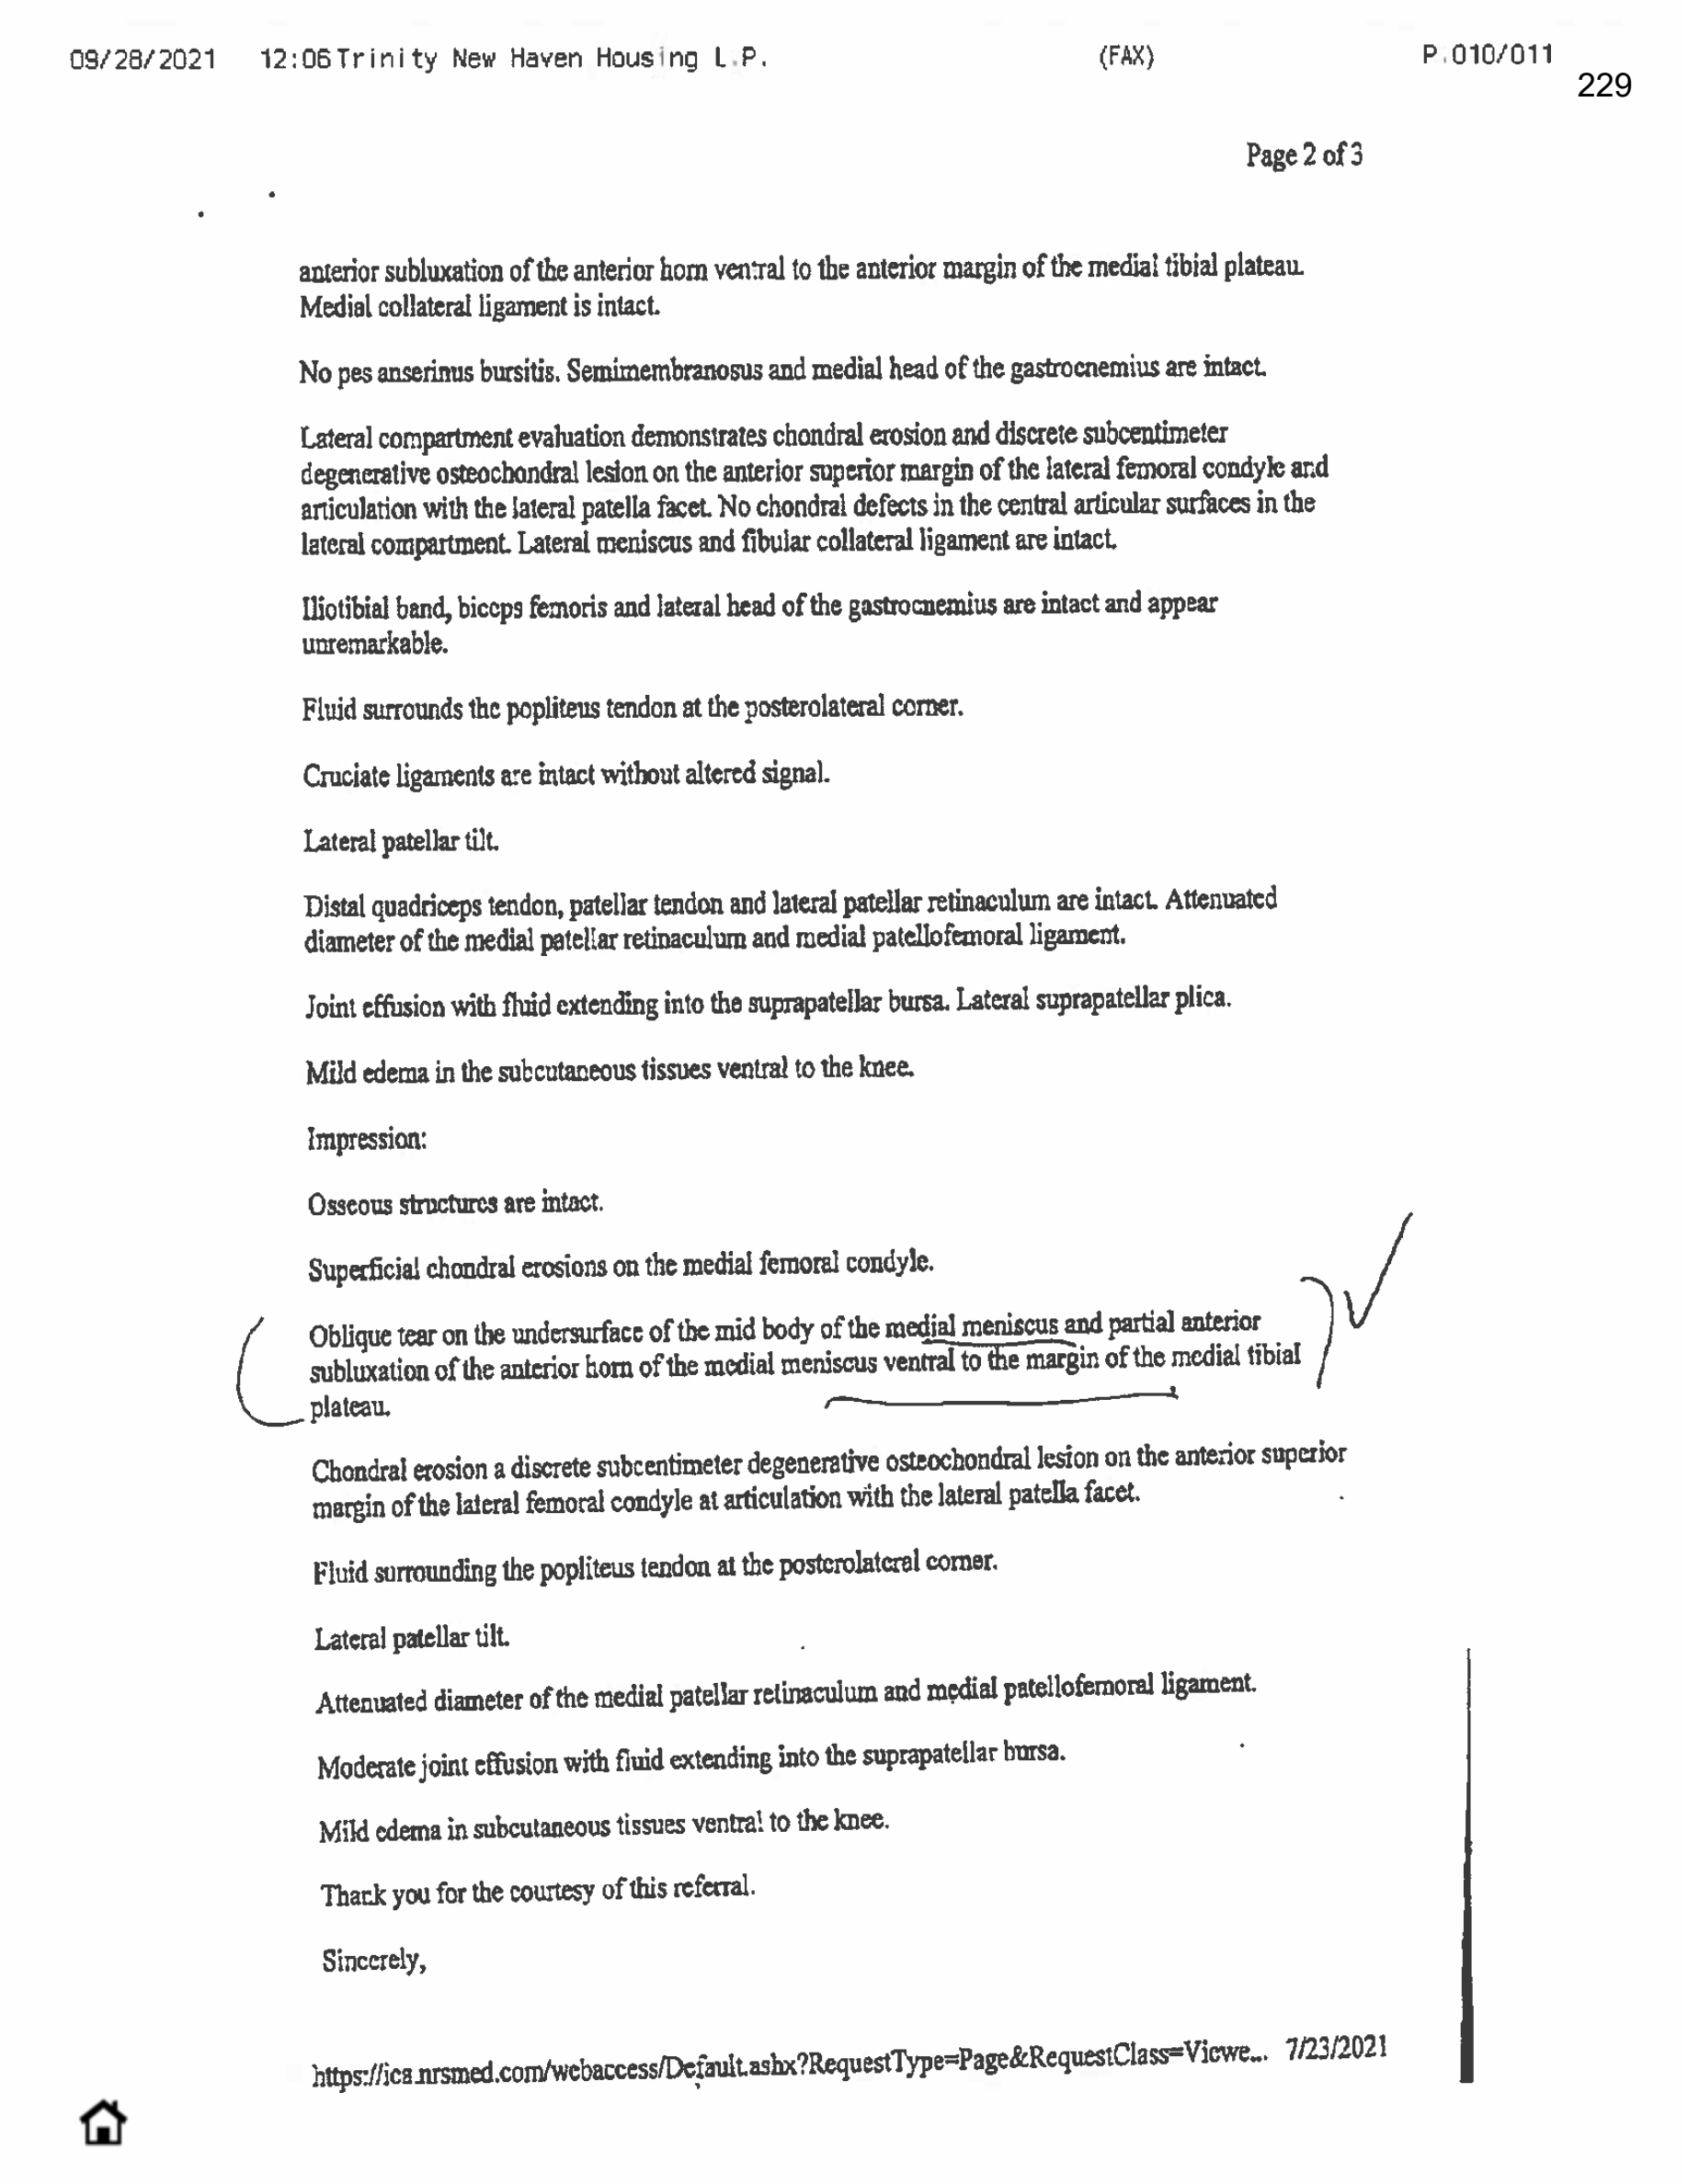 09/28/2021 12:06 Trinity New Haven Housing L.P. (FAX) P.010/011
229
Page 2 of 3
anterior subluxation of the anterior horn ventral to the anterior margin of the medial tibial plateau.
Medial collateral ligament is intact.
No pes anserinus bursitis. Semimembranosus and medial head of the gastrocnemius are intact.
Lateral compartment evaluation demonstrates chondral erosion and discrete subcentimeter
degenerative osteochondral lesion on the anterior superior margin of the lateral femoral condyle and
articulation with the lateral patella facet. No chondral defects in the central articular surfaces in the
lateral compartment. Lateral meniscus and fibular collateral ligament are intact.
Iliotibial band, biceps femoris and lateral head of the gastrocnemius are intact and appear
unremarkable.
Fluid surrounds the popliteus tendon at the posterolateral corner.
Cruciate ligaments are intact without altered signal.
Lateral patellar tilt.
Distal quadriceps tendon, patellar tendon and lateral patellar retinaculum are intact. Attenuated
diameter of the medial patellar retinaculum and medial patellofemoral ligament.
Joint effusion with fluid extending into the suprapatellar bursa. Lateral suprapatellar plica.
Mild edema in the subcutaneous tissues ventral to the knee.
Impression:
Osseous structures are intact.
Superficial chondral erosions on the medial femoral condyle.
Oblique tear on the undersurface of the mid body of the medial meniscus and partial anterior
subluxation of the anterior horn of the medial meniscus ventral to the margin of the medial tibial
plateau.
Chondral erosion a discrete subcentimeter degenerative osteochondral lesion on the anterior superior
margin of the lateral femoral condyle at articulation with the lateral patella facet.
Fluid surrounding the popliteus tendon at the posterolateral corner.
Lateral patellar tilt.
Attenuated diameter of the medial patellar retinaculum and medial patellofemoral ligament.
Moderate joint effusion with fluid extending into the suprapatellar bursa.
Mild edema in subcutaneous tissues ventral to the knee.
Thank you for the courtesy of this referral.
Sincerely,
https://ica.nrsmed.com/webaccess/Default.ashx?RequestType=Page&RequestClass=Viewe... 7/23/2021